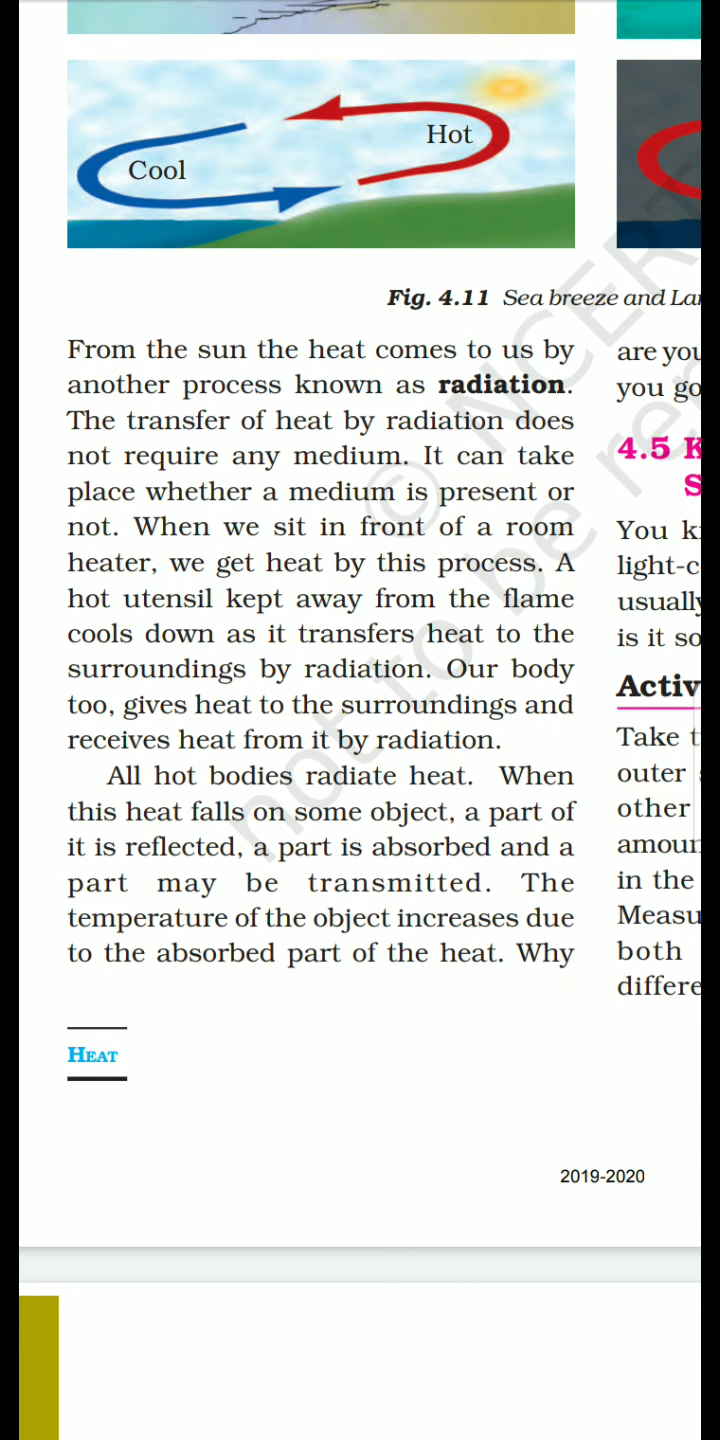 Hot
Cool
Fig. 4.11 Sea breeze and
From the sun the heat comes to us by
another process known as radiation.
The transfer of heat by radiation does
not require any medium. It can take
place whether a medium is present or
not. When we sit in front of a room
heater, we get heat by this process. A
hot utensil kept away from the flame
cools down as it transfers heat to the
surroundings by radiation. Our body
too, gives heat to the surroundings and
receives heat from it by radiation.
All hot bodies radiate heat. When
this heat falls on some object, a part of
it is reflected, a part is absorbed and a
part may be transmitted. The
temperature of the object increases due
to the absorbed part of the heat. Why
are you
you go
4.5 K
S
You k
light-c
usually
is it so
Activ
Take t
outer
other
amoun
in the
Measu
both
differe
HEAT
2019-2020
© NCERT
not to be rep